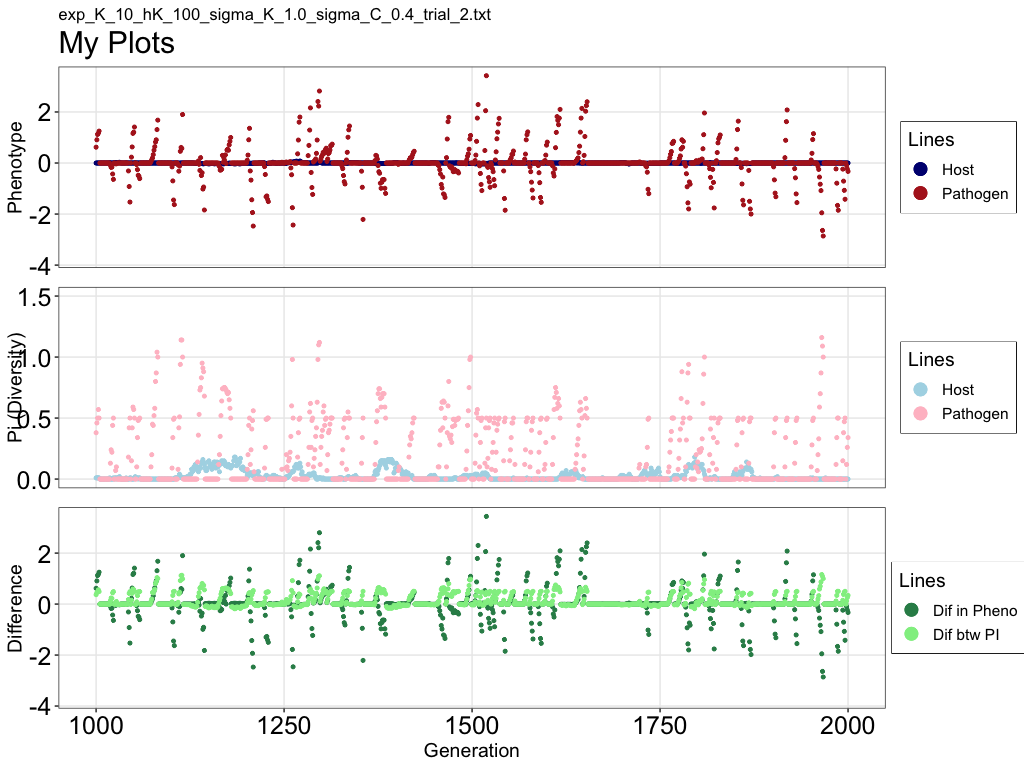 exp_K_10_hK_100_sigma_K_1.0_sigma_C_0.4_trial_2.txt
My Plots
Phenotype
2
0
-2
-4
Lines
Host
Pathogen
Pi (Diversity)
1.5
1.0
0.5
0.0
Lines
Host
Pathogen
Difference
2
0
-2
-4
Lines
Dif in Pheno
Dif btw PI
1000
1250
1500
1750
2000
Generation